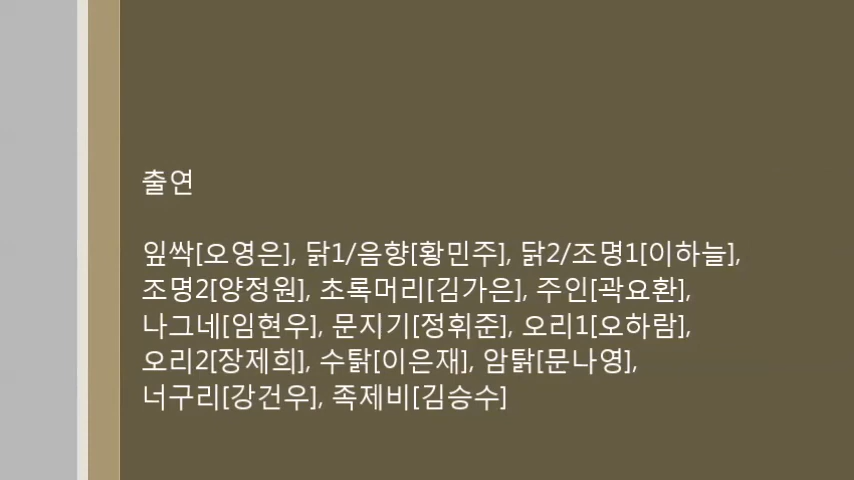 출연
잎싹[오영은], 닭1/음향[황민주], 닭2/조명1[이하늘],
조명2[양정원], 초록머리[김가은], 주인[곽요환],
나그네[임현우], 문지기[정휘준], 오리1[오하람],
오리2[장제희], 수탉[이은재], 암탉[문나영],
너구리[강건우], 족제비[김승수]